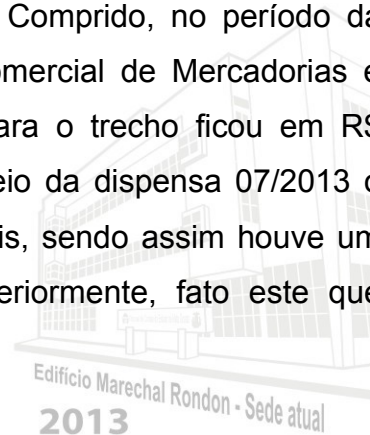 Comprido, no período da
omercial de Mercadorias e
ara o trecho ficou em R$
eio da dispensa 07/2013 o
is, sendo assim houve um
eriormente, fato este que
Edifício Marechal Rondon - Sede atual
2013